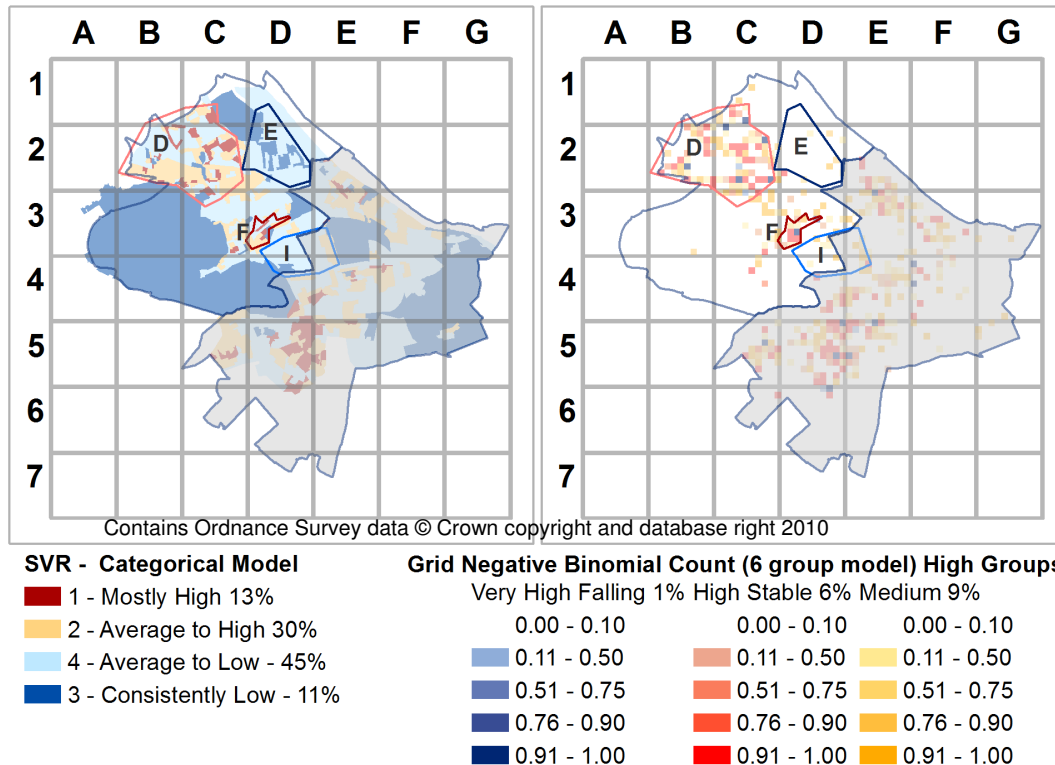 A B C D E F G
A B C D E F G
1
2
3
4
5
6
7
1
2
3
4
5
6
7
D
E
F
I
D
E
F
I
Contains Ordnance Survey data © Crown copyright and database right 2010
SVR - Categorical Model
1 - Mostly High 13%
2 - Average to High 30%
4 - Average to Low - 45%
3 - Consistently Low - 11%
Grid Negative Binomial Count (6 group model) High Groups
Very High Falling 1% High Stable 6% Medium 9%
0.00 - 0.10 0.00 - 0.10 0.00 - 0.10
0.11 - 0.50 0.11 - 0.50 0.11 - 0.50
0.51 - 0.75 0.51 - 0.75 0.51 - 0.75
0.76 - 0.90 0.76 - 0.90 0.76 - 0.90
0.91 - 1.00 0.91 - 1.00 0.91 - 1.00